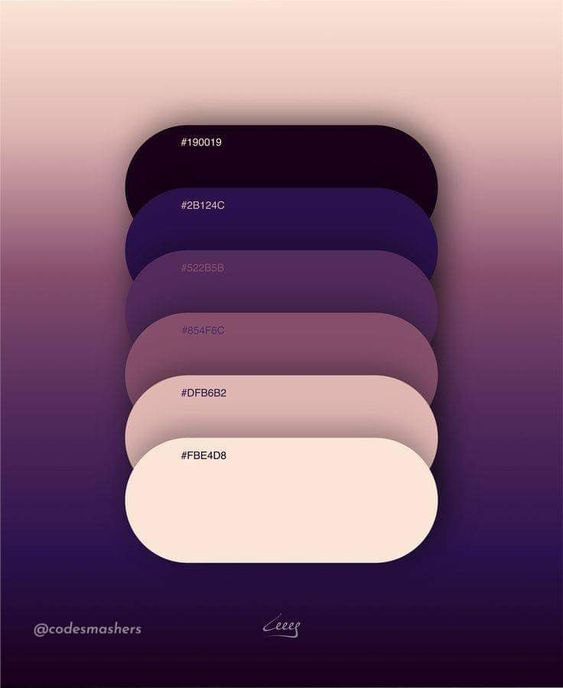 #190019
#2B124C
#522B5B
#854F6C
#DFB6B2
#FBE4D8
@codesmashers